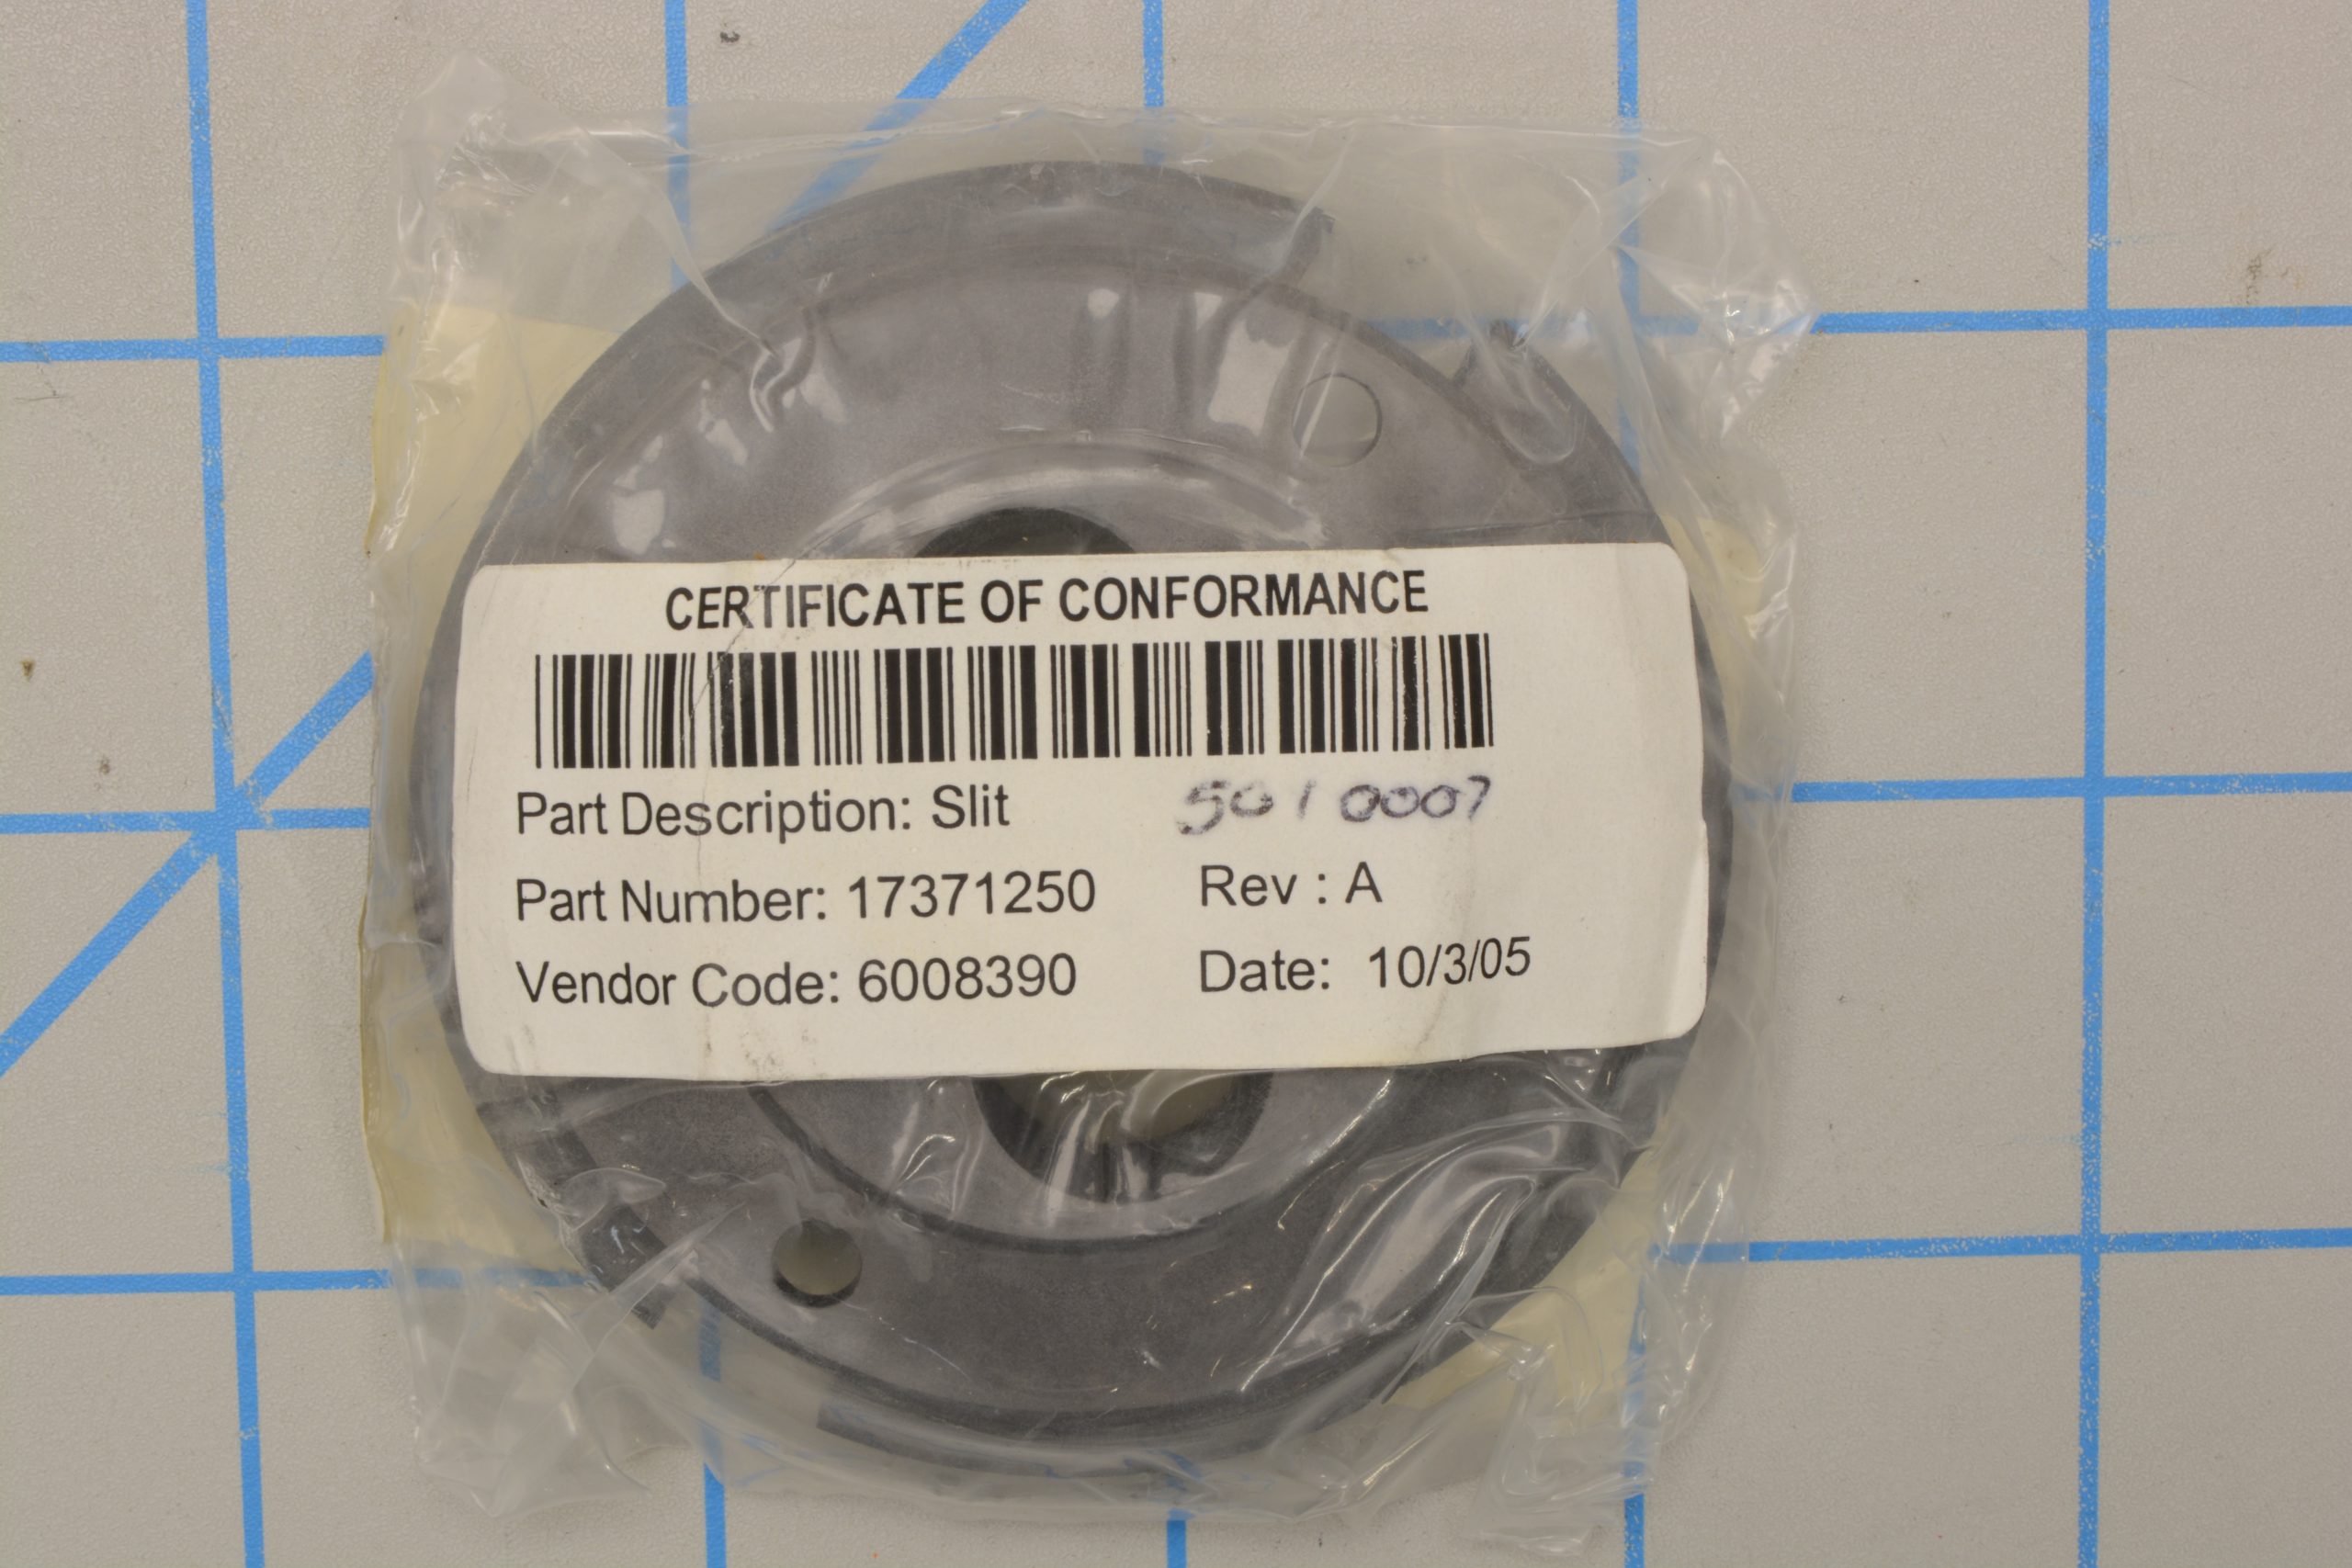 CERTIFICATE OF CONFORMANCE
Part Description: Slit 5010007
Part Number: 17371250 Rev : A
Vendor Code: 6008390 Date: 10/3/05